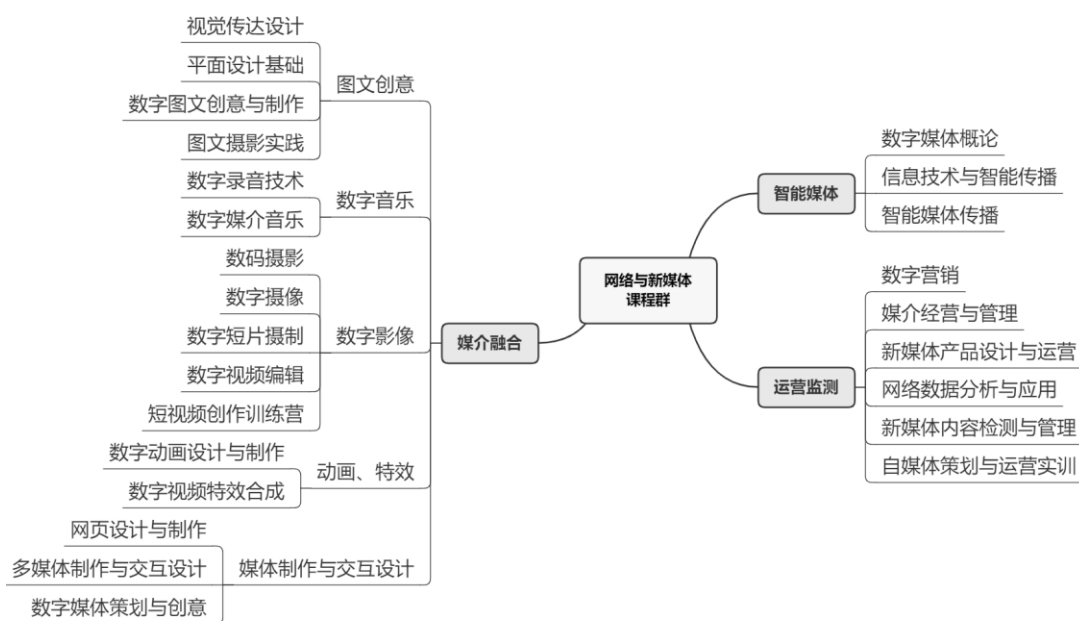 视觉传达设计
平面设计基础
数字图文创意与制作
图文摄影实践
图文创意
数字录音技术
数字媒介音乐
数字音乐
数码摄影
数字摄像
数字短片摄制
数字视频编辑
短视频创作训练营
数字影像
数字动画设计与制作
数字视频特效合成
动画、特效
网页设计与制作
多媒体制作与交互设计
数字媒体策划与创意
媒体制作与交互设计
媒介融合
网络与新媒体
课程群
智能媒体
数字媒体概论
信息技术与智能传播
智能媒体传播
运营监测
数字营销
媒介经营与管理
新媒体产品设计与运营
网络数据分析与应用
新媒体内容检测与管理
自媒体策划与运营实训